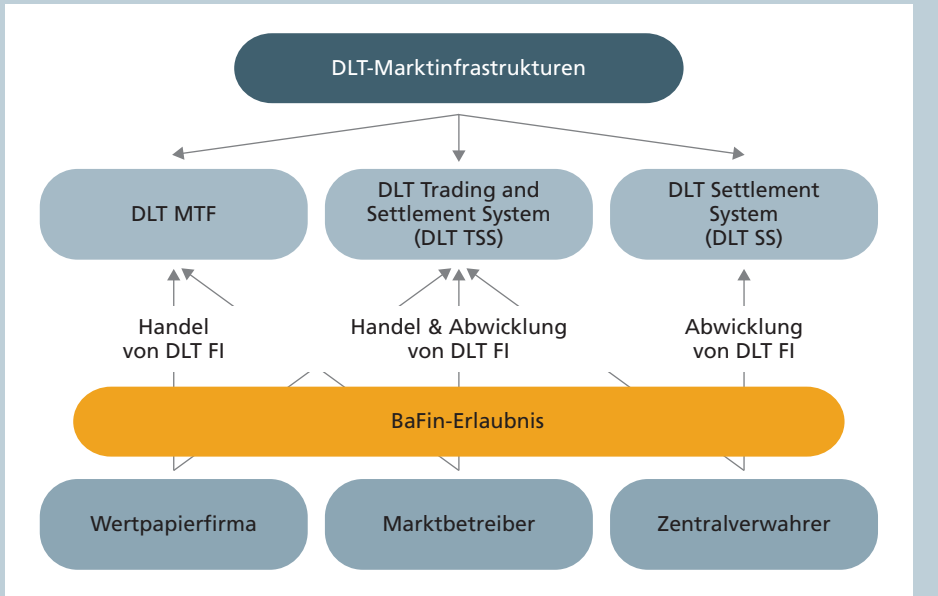 DLT-Marktinfrastrukturen
DLT MTF
DLT Trading and
Settlement System
(DLT TSS)
DLT Settlement
System
(DLT SS)
Handel
von DLT FI
Handel & Abwicklung
von DLT FI
Abwicklung
von DLT FI
BaFin-Erlaubnis
Wertpapierfirma
Marktbetreiber
Zentralverwahrer